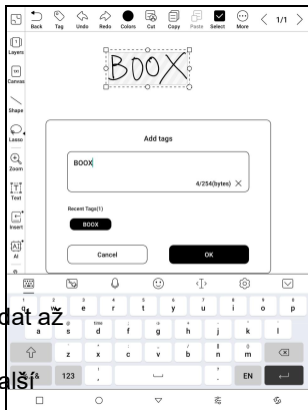 Back Tag Undo Redo Colors Cut Copy Paste Select More 1/1
Layers
Canvas
Shape
Lasso
Zoom
Text
Insert
AI
BOOX
Add tags
BOOX
4/254(bytes)
Recent Tags(1)
BOOX
Cancel OK
q w e r t y u i o p
dat až
a s d f g h j k l
z x c v b n m
alší
& 123 EN